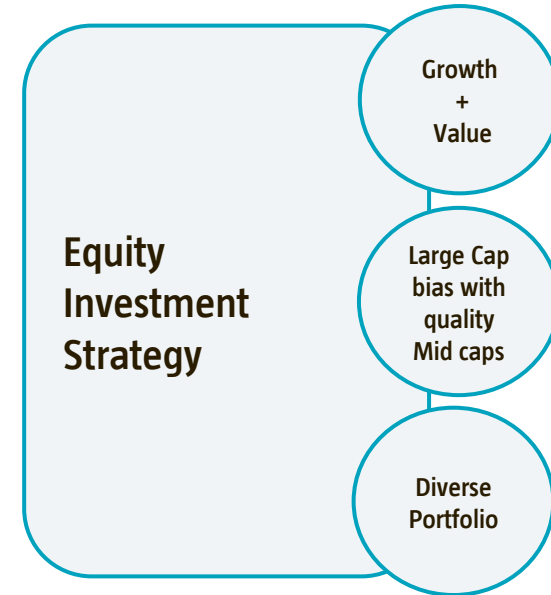 Growth
+
Value
Equity
Investment
Strategy
Large Cap
bias with
quality
Mid caps
Diverse
Portfolio